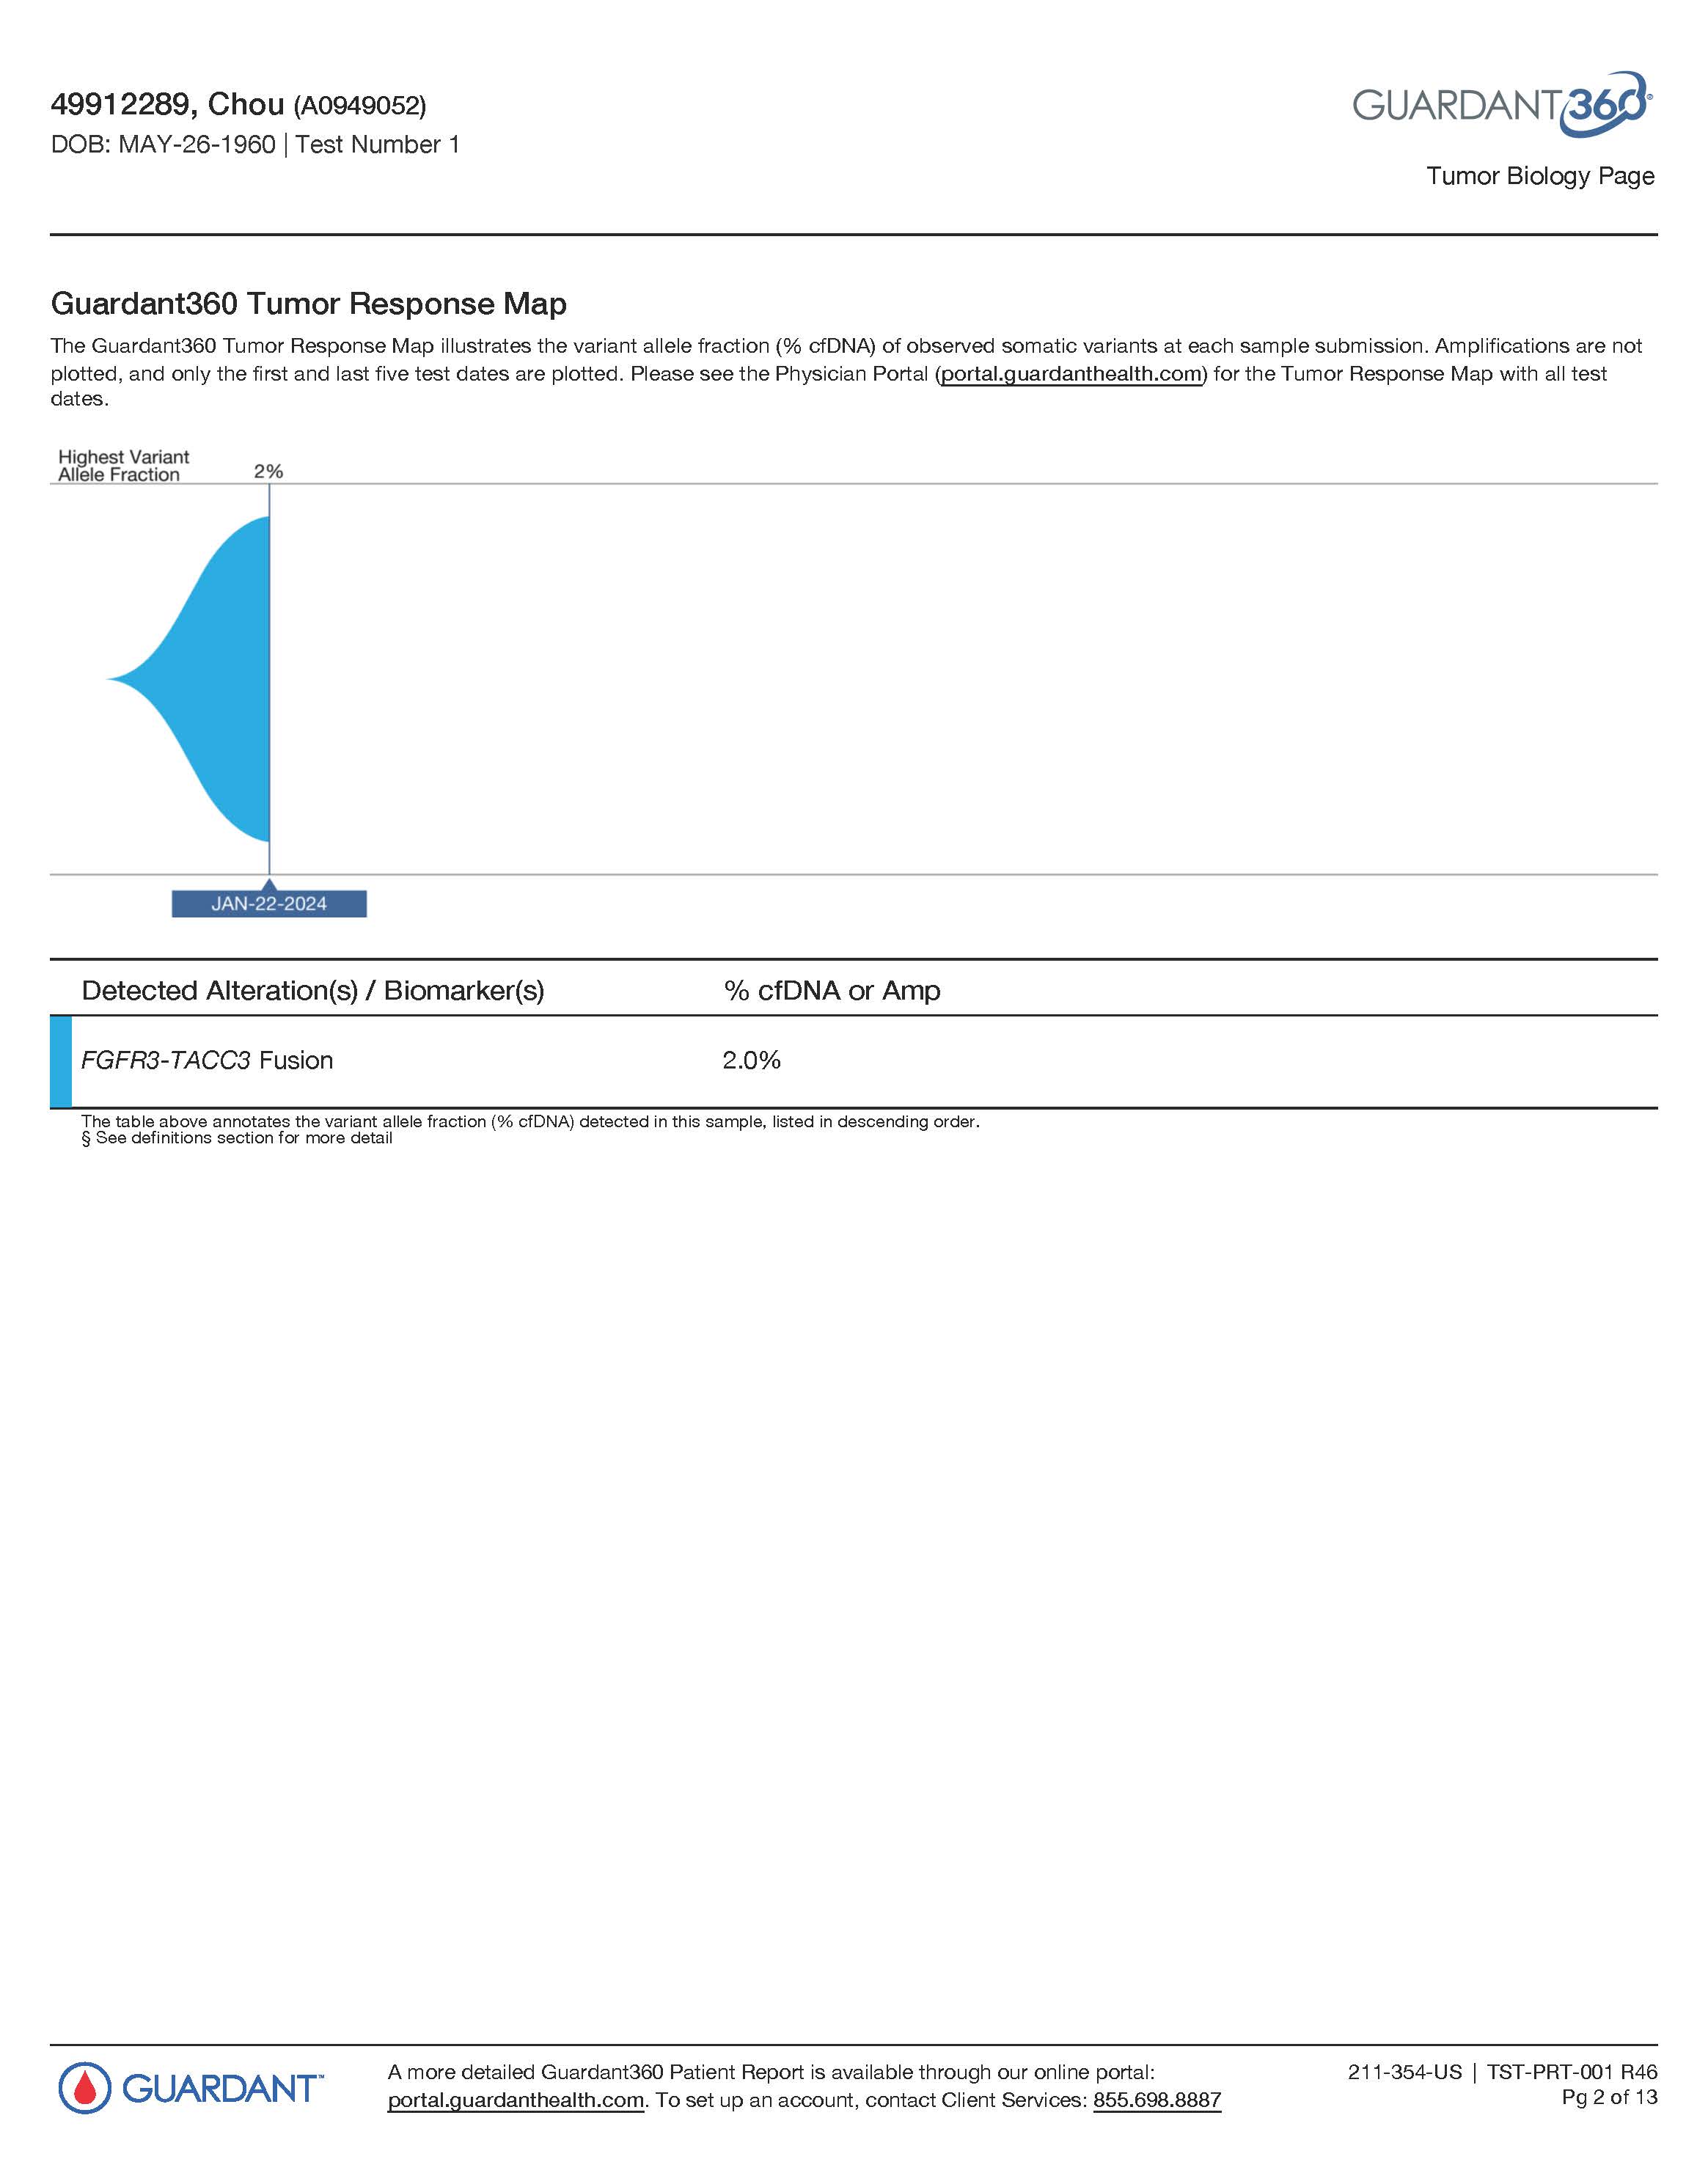 49912289, Chou (A0949052)
DOB: MAY-26-1960 | Test Number 1
GUARDANT360®
Tumor Biology Page
Guardant360 Tumor Response Map
The Guardant360 Tumor Response Map illustrates the variant allele fraction (% cfDNA) of observed somatic variants at each sample submission. Amplifications are not
plotted, and only the first and last five test dates are plotted. Please see the Physician Portal (portal.guardanthealth.com) for the Tumor Response Map with all test
dates.
Highest Variant
Allele Fraction
2%
JAN-22-2024
Detected Alteration(s) / Biomarker(s) % cfDNA or Amp
FGFR3-TACC3 Fusion 2.0%
The table above annotates the variant allele fraction (% cfDNA) detected in this sample, listed in descending order.
§ See definitions section for more detail
GUARDANT™
A more detailed Guardant360 Patient Report is available through our online portal:
portal.guardanthealth.com. To set up an account, contact Client Services: 855.698.8887
211-354-US | TST-PRT-001 R46
Pg 2 of 13